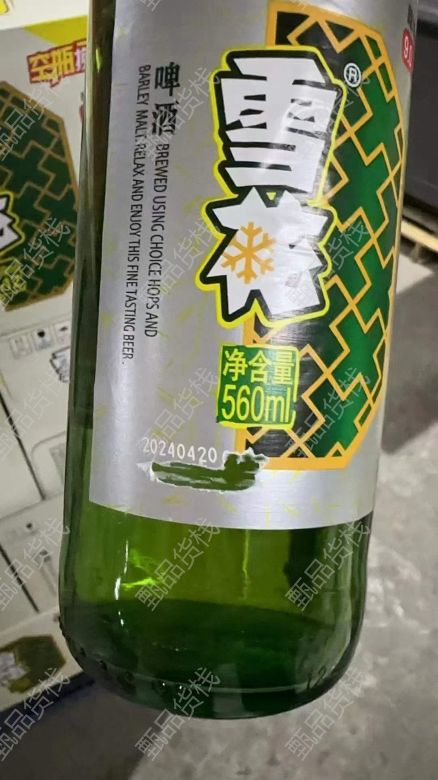 雪花
®
啤酒
BREWED USING CHOICE HOPS AND
BARLEY MALT, RELAX AND ENJOY THIS FINE TASTING BEER.
净含量
560ml
20240420
甄品货栈